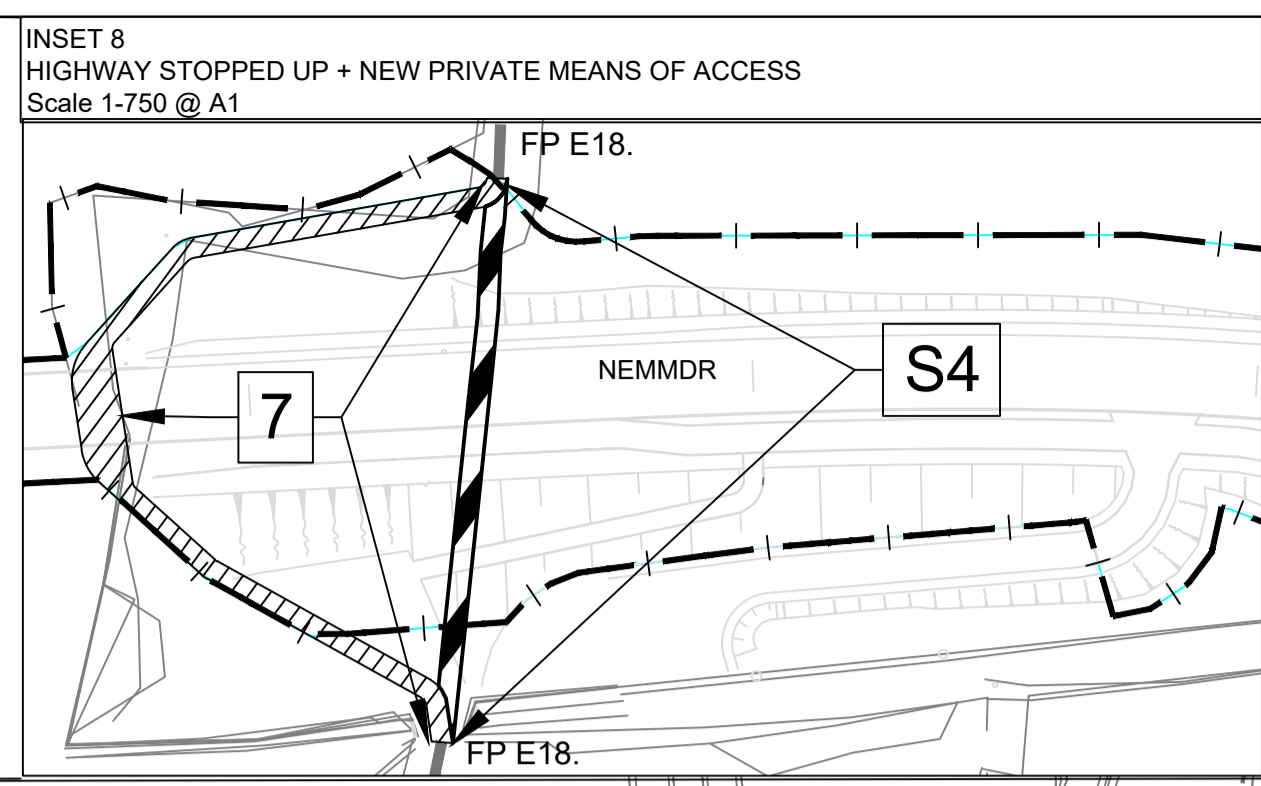 INSET 8
HIGHWAY STOPPED UP + NEW PRIVATE MEANS OF ACCESS
Scale 1-750 @ A1
FP E18.
NEMMDR
S4
7
FP E18.